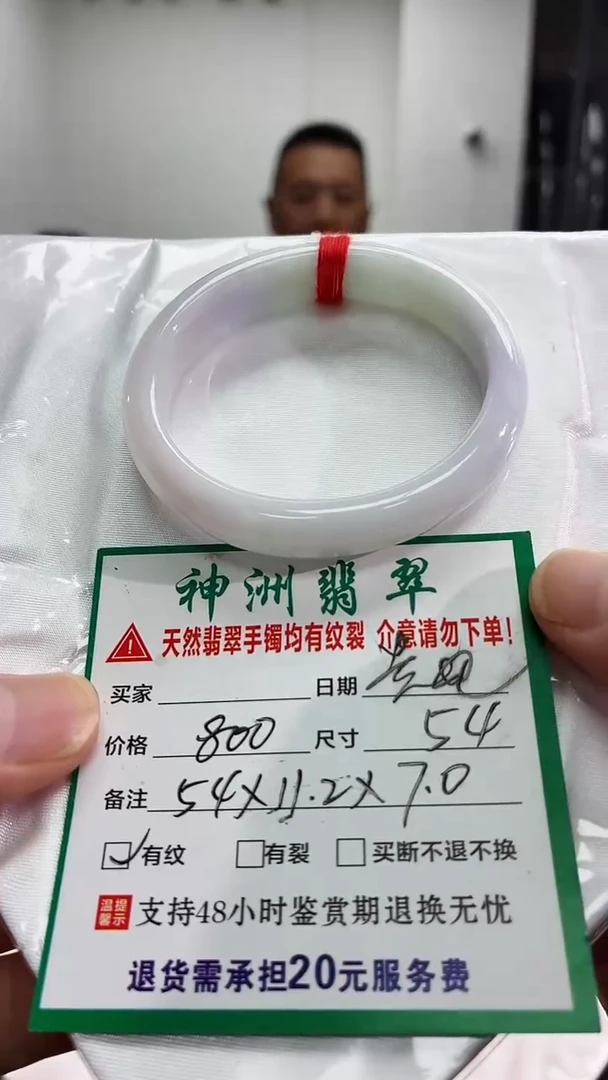 神洲翡翠
天然翡翠手镯均有纹裂 介意请勿下单!
买家 日期
价格 800 尺寸 54
备注 54X11.2X7.0
有纹 有裂 买断不退不换
温馨提示 支持48小时鉴赏期退换无忧
退货需承担20元服务费